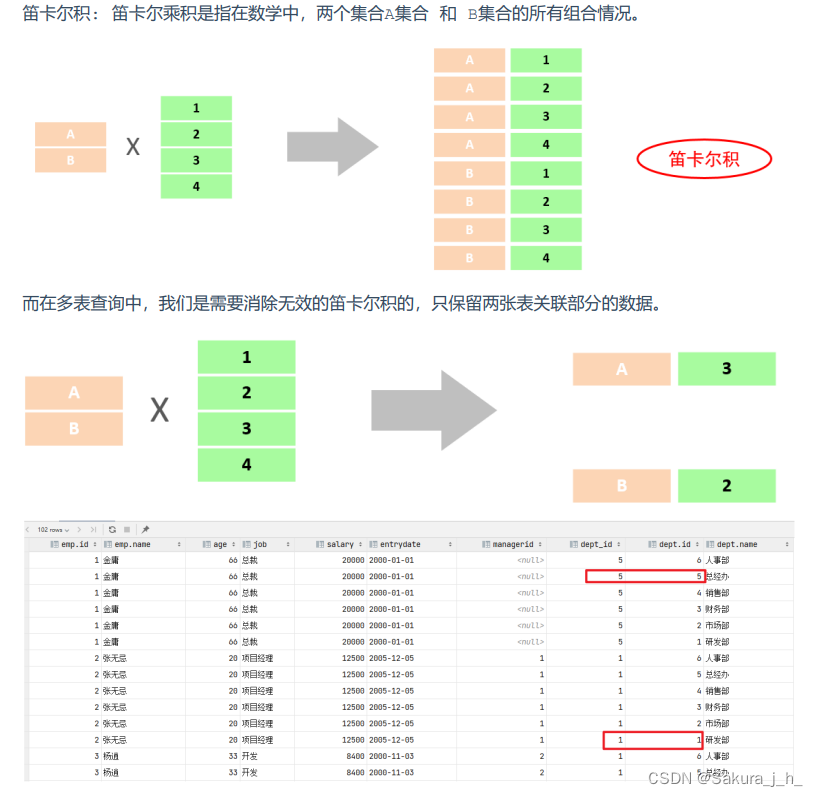 笛卡尔积: 笛卡尔乘积是指在数学中，两个集合A集合 和 B集合的所有组合情况。
A 1
A 2
1 A 3
A 2 A 4
B X 3 B 1 笛卡尔积
4 B 2
B 3
B 4
而在多表查询中，我们是需要消除无效的笛卡尔积的，只保留两张表关联部分的数据。
1 A 3
A 2
B X 3
4 B 2
102 rows
emp.id emp.name age job salary entrydate managerid dept_id dept.id dept.name
1 金庸 66 总裁 20000 2000-01-01 <null> 5 6 人事部
1 金庸 66 总裁 20000 2000-01-01 <null> 5 5 总经办
1 金庸 66 总裁 20000 2000-01-01 <null> 5 4 销售部
1 金庸 66 总裁 20000 2000-01-01 <null> 5 3 财务部
1 金庸 66 总裁 20000 2000-01-01 <null> 5 2 市场部
1 金庸 66 总裁 20000 2000-01-01 <null> 5 1 研发部
2 张无忌 20 项目经理 12500 2005-12-05 1 1 6 人事部
2 张无忌 20 项目经理 12500 2005-12-05 1 1 5 总经办
2 张无忌 20 项目经理 12500 2005-12-05 1 1 4 销售部
2 张无忌 20 项目经理 12500 2005-12-05 1 1 3 财务部
2 张无忌 20 项目经理 12500 2005-12-05 1 1 2 市场部
2 张无忌 20 项目经理 12500 2005-12-05 1 1 1 研发部
3 杨逍 33 开发 8400 2000-11-03 2 1 6 人事部
3 杨逍 33 开发 8400 2000-11-03 2 1 5 总经办
CSDN @Sakura_j_h_